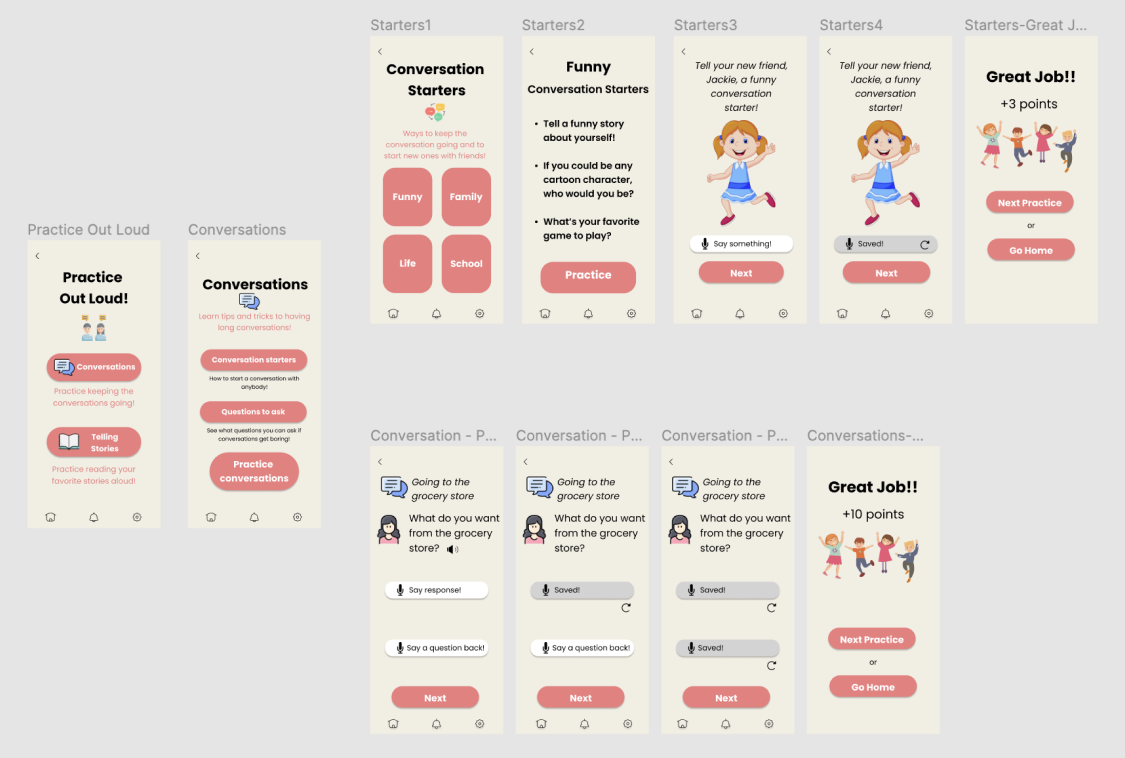 Starters1
Conversation
Starters
Ways to keep the
conversation going and to
start new ones with friends!
Funny
Family
Life
School
Starters2
Funny
Conversation Starters
• Tell a funny story
about yourself!
• If you could be any
cartoon character,
who would you be?
• What's your favorite
game to play?
Practice
Starters3
Tell your new friend,
Jackie, a funny
conversation
starter!
Say something!
Next
Starters4
Tell your new friend,
Jackie, a funny
conversation
starter!
Saved!
Next
Starters-Great J...
Great Job!!
+3 points
Next Practice
or
Go Home
Practice Out Loud
Practice
Out Loud!
Conversations
Practice keeping the
conversations going!
Telling
Stories
Practice reading your
favorite stories aloud!
Conversations
Conversations
Learn tips and tricks to having
long conversations!
Conversation starters
How to start a conversation with
anybody!
Questions to ask
See what questions you can ask if
conversations get boring!
Practice
conversations
Conversation - P...
Going to the
grocery store
What do you want
from the grocery
store?
Say response!
Say a question back!
Next
Conversation - P...
Going to the
grocery store
What do you want
from the grocery
store?
Saved!
Say a question back!
Next
Conversation - P...
Going to the
grocery store
What do you want
from the grocery
store?
Saved!
Saved!
Next
Conversations-...
Great Job!!
+10 points
Next Practice
or
Go Home